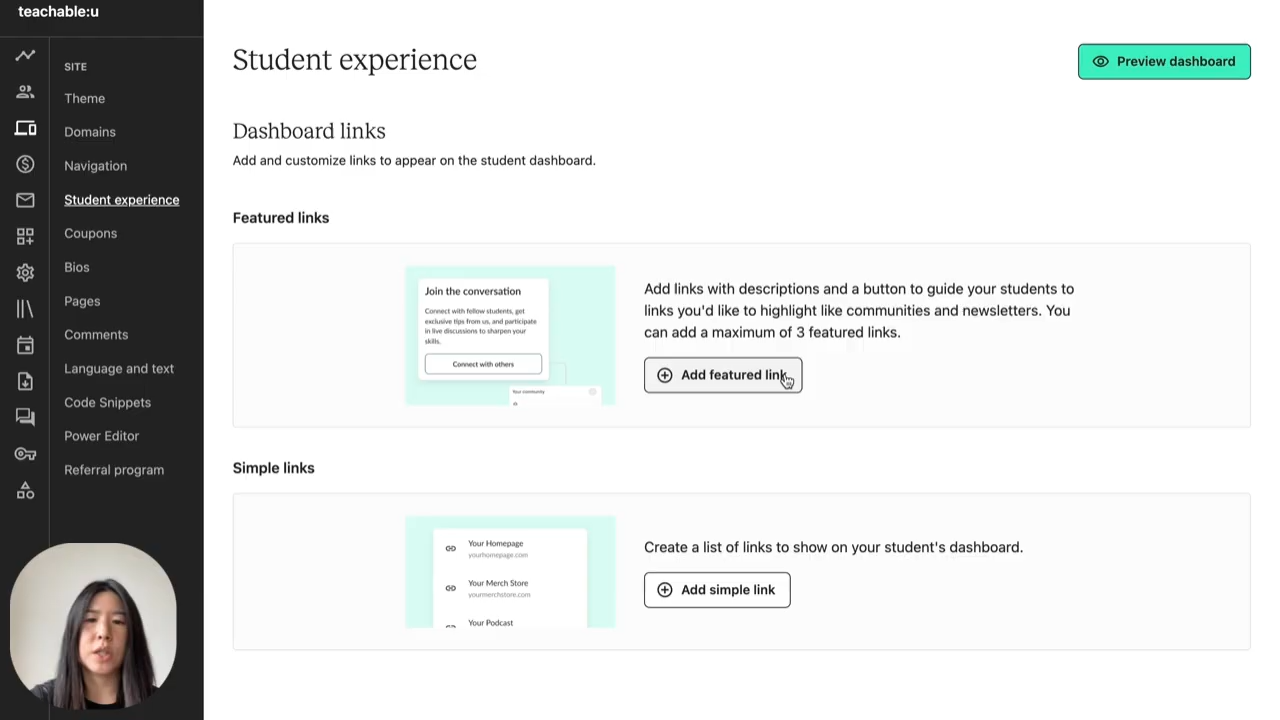 teachable:u
SITE
Theme
Domains
Navigation
Student experience
Coupons
Bios
Pages
Comments
Language and text
Code Snippets
Power Editor
Referral program
Student experience
Preview dashboard
Dashboard links
Add and customize links to appear on the student dashboard.
Featured links
Join the conversation
Connect with fellow students, get
exclusive tips from us, and participate
in live discussions to sharpen your
skills.
Connect with others
Your community
Add links with descriptions and a button to guide your students to
links you'd like to highlight like communities and newsletters. You
can add a maximum of 3 featured links.
Add featured link
Simple links
Your Homepage
yourhomepage.com
Your Merch Store
yourmerchstore.com
Your Podcast
Create a list of links to show on your student's dashboard.
Add simple link